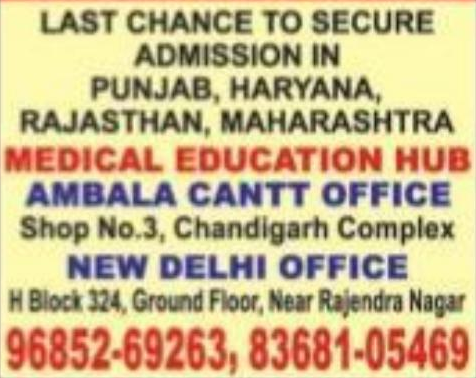 LAST CHANCE TO SECURE
ADMISSION IN
PUNJAB, HARYANA,
RAJASTHAN, MAHARASHTRA
MEDICAL EDUCATION HUB
AMBALA CANTT OFFICE
Shop No.3, Chandigarh Complex
NEW DELHI OFFICE
H Block 324, Ground Floor, Near Rajendra Nagar
96852-69263, 83681-05469